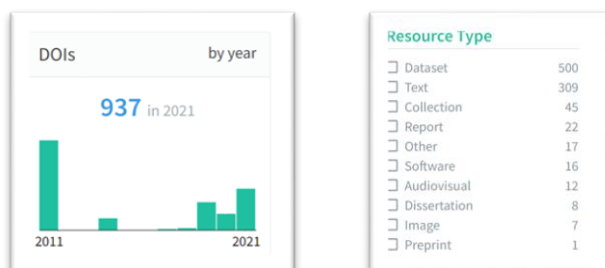 DOIs by year
937 in 2021
2011 2021
Resource Type
Dataset 500
Text 309
Collection 45
Report 22
Other 17
Software 16
Audiovisual 12
Dissertation 8
Image 7
Preprint 1